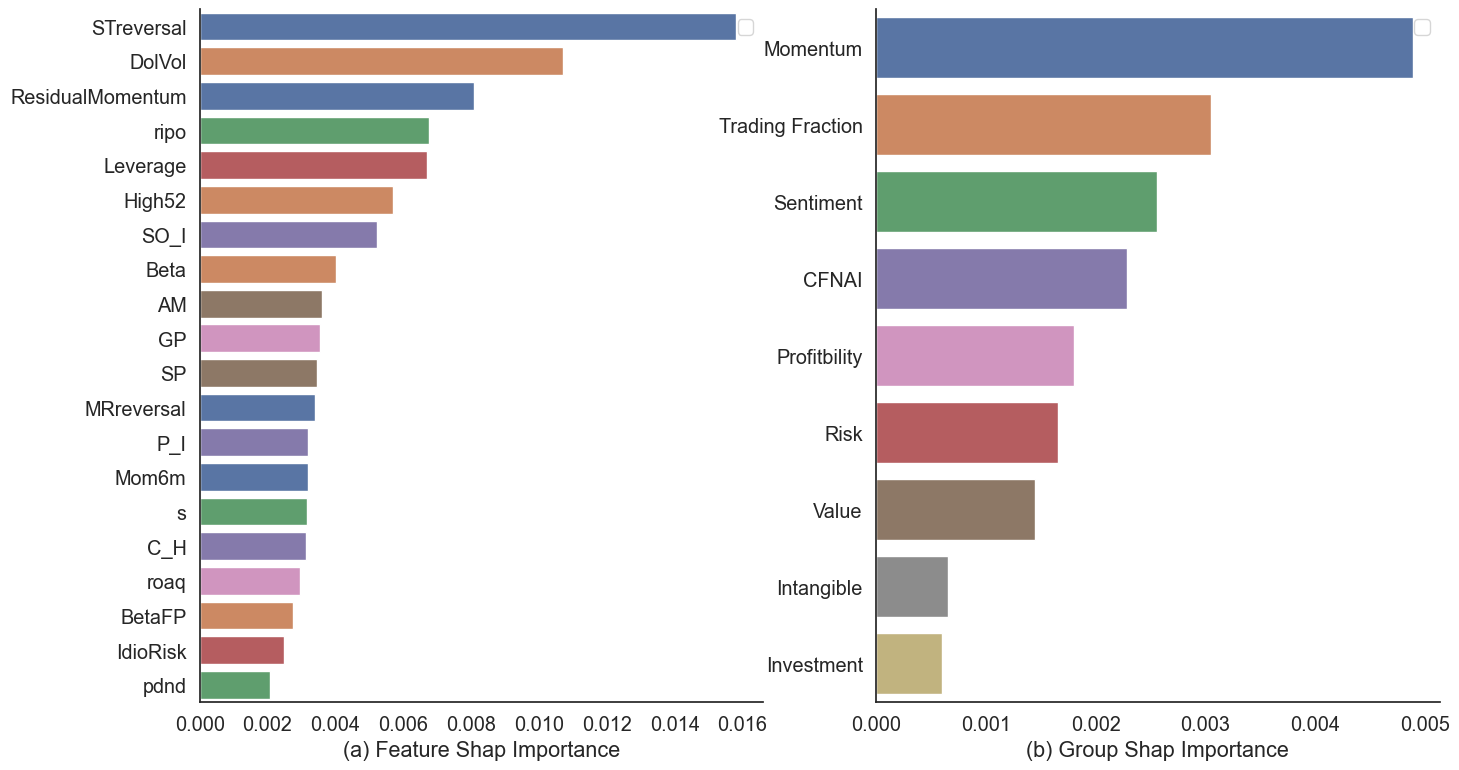 STreversal
DolVol
ResidualMomentum
ripo
Leverage
High52
SO_I
Beta
AM
GP
SP
MRreversal
P_I
Mom6m
s
C_H
roaq
BetaFP
IdioRisk
pdnd
0.000 0.002 0.004 0.006 0.008 0.010 0.012 0.014 0.016
(a) Feature Shap Importance
Momentum
Trading Fraction
Sentiment
CFNAI
Profitbility
Risk
Value
Intangible
Investment
0.000 0.001 0.002 0.003 0.004 0.005
(b) Group Shap Importance